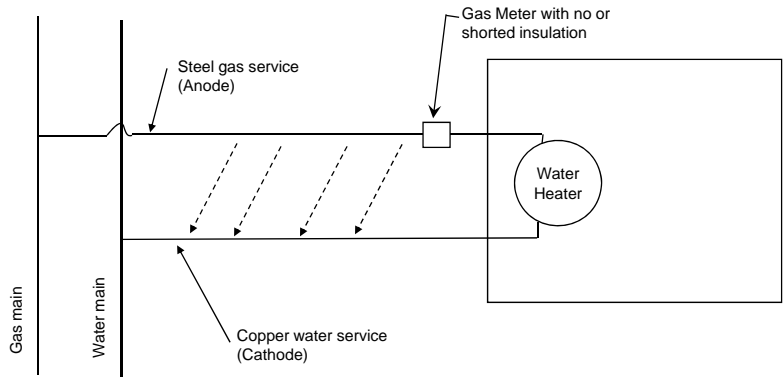 Gas Meter with no or
shorted insulation
Steel gas service
(Anode)
Water
Heater
Gas main
Water main
Copper water service
(Cathode)